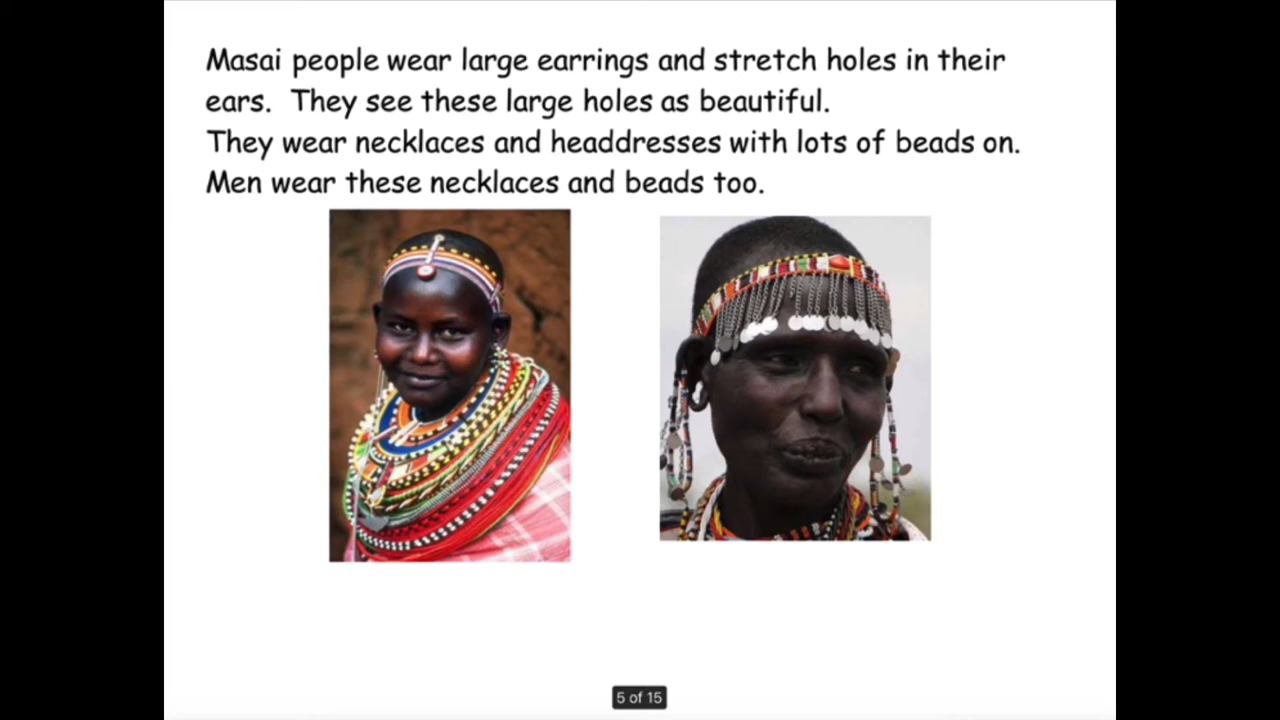 Masai people wear large earrings and stretch holes in their
ears.  They see these large holes as beautiful.
They wear necklaces and headdresses with lots of beads on.
Men wear these necklaces and beads too.
5 of 15